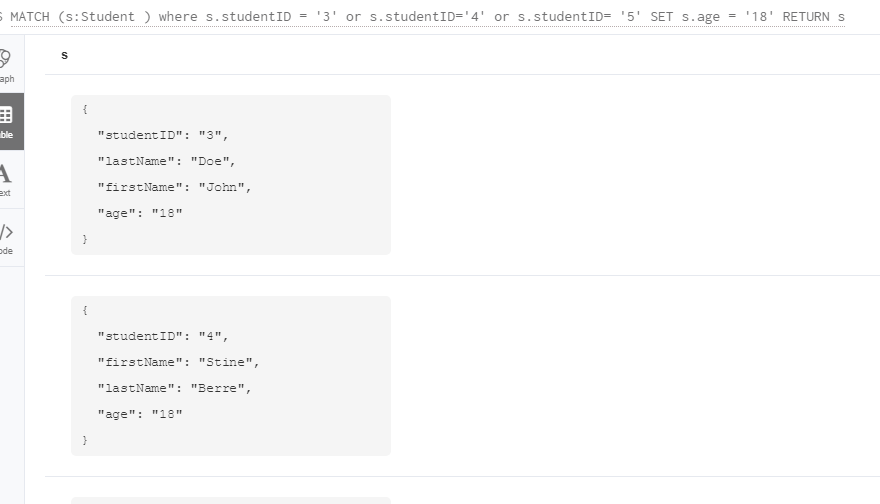 MATCH (s:Student ) where s.studentID = '3' or s.studentID='4' or s.studentID= '5' SET s.age = '18' RETURN s
s
aph
{
"studentID": "3",
ble
"lastName": "Doe",
"firstName": "John",
ext
"age": "18"
}
ode
{
"studentID": "4",
"firstName": "Stine",
"lastName": "Berre",
"age": "18"
}